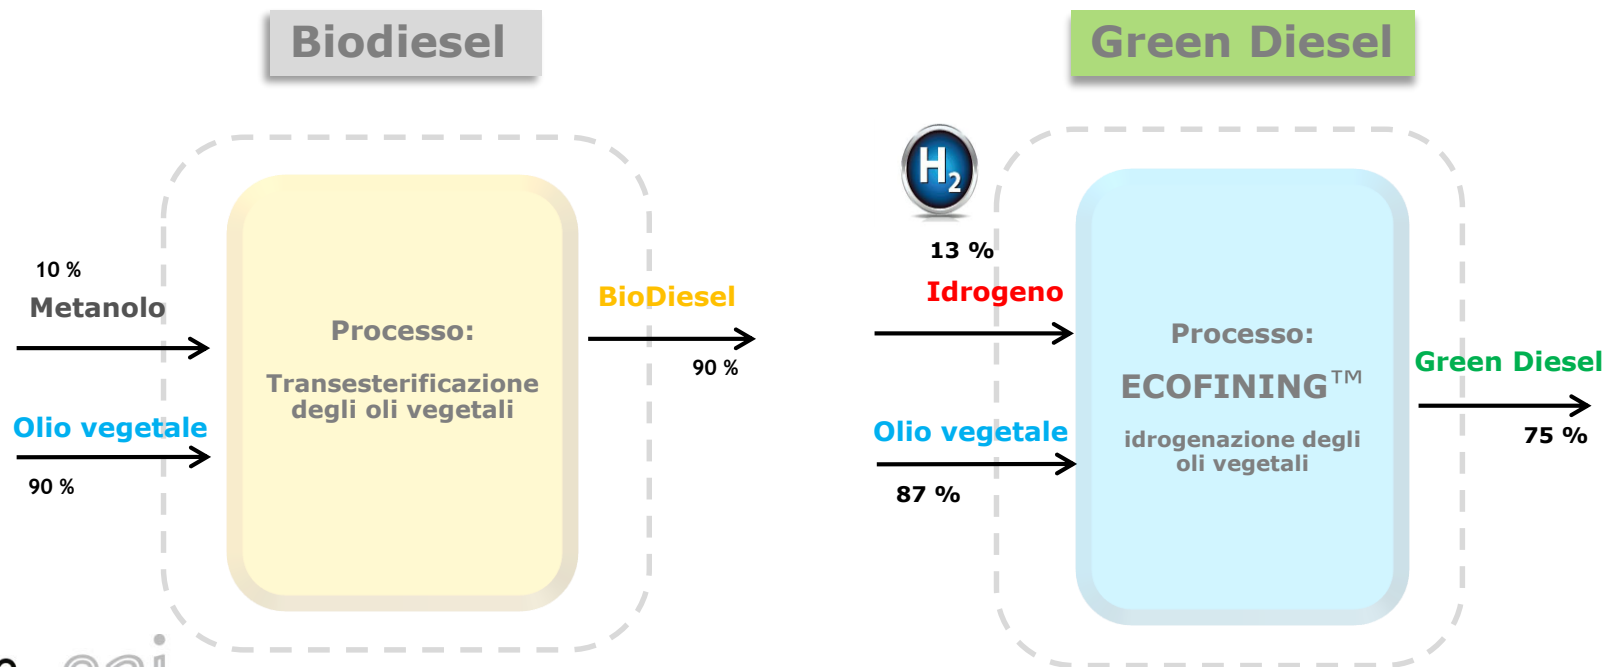 Biodiesel
Green Diesel
H2
10 %
Metanolo
Olio vegetale
90 %
Processo:
Transesterificazione
degli oli vegetali
BioDiesel
90 %
13 %
Idrogeno
Olio vegetale
87 %
Processo:
ECOFINING™
idrogenazione degli
oli vegetali
Green Diesel
75 %